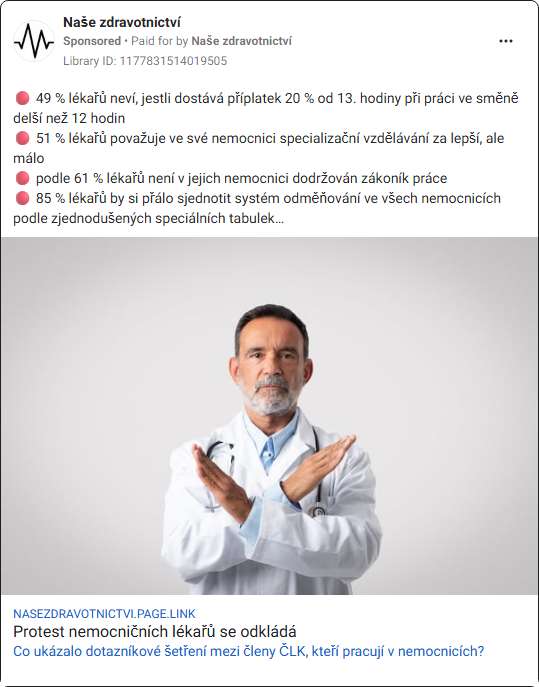 Naše zdravotnictví
Sponsored • Paid for by Naše zdravotnictví
Library ID: 1177831514019505
49 % lékařů neví, jestli dostává příplatek 20 % od 13. hodiny při práci ve směně
delší než 12 hodin
51 % lékařů považuje ve své nemocnici specializační vzdělávání za lepší, ale
málo
podle 61 % lékařů není v jejich nemocnici dodržován zákoník práce
85 % lékařů by si přálo sjednotit systém odměňování ve všech nemocnicích
podle zjednodušených speciálních tabulek…
NASEZDRAVOTNICTVI.PAGE.LINK
Protest nemocničních lékařů se odkládá
Co ukázalo dotazníkové šetření mezi členy ČLK, kteří pracují v nemocnicích?